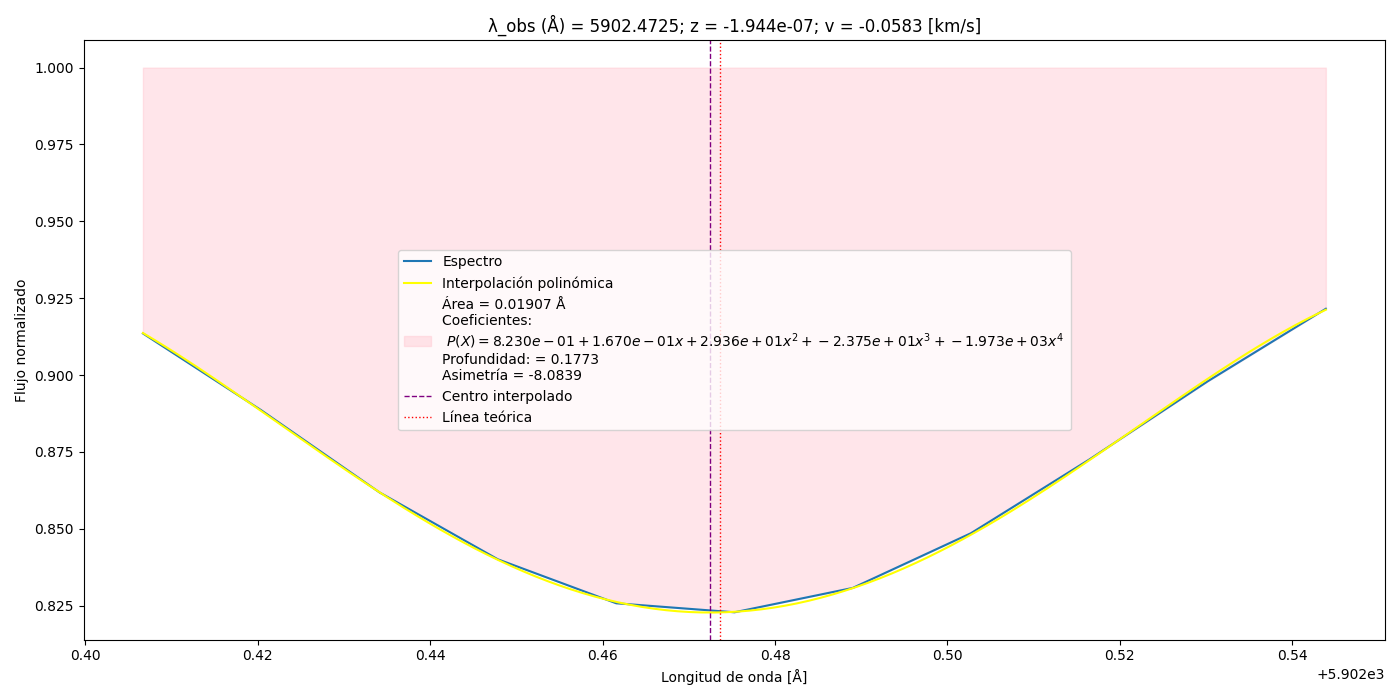 λ_obs (Å) = 5902.4725; z = -1.944e-07; v = -0.0583 [km/s]
Flujo normalizado
1.000
0.975
0.950
0.925
0.900
0.875
0.850
0.825
Espectro
Interpolación polinómica
Área = 0.01907 Å
Coeficientes:
P(X) = 8.230e − 01 + 1.670e − 01x + 2.936e + 01x² + −2.375e + 01x³ + −1.973e + 03x⁴
Profundidad: = 0.1773
Asimetría = -8.0839
Centro interpolado
Línea teórica
0.40 0.42 0.44 0.46 0.48 0.50 0.52 0.54
+5.902e3
Longitud de onda [Å]